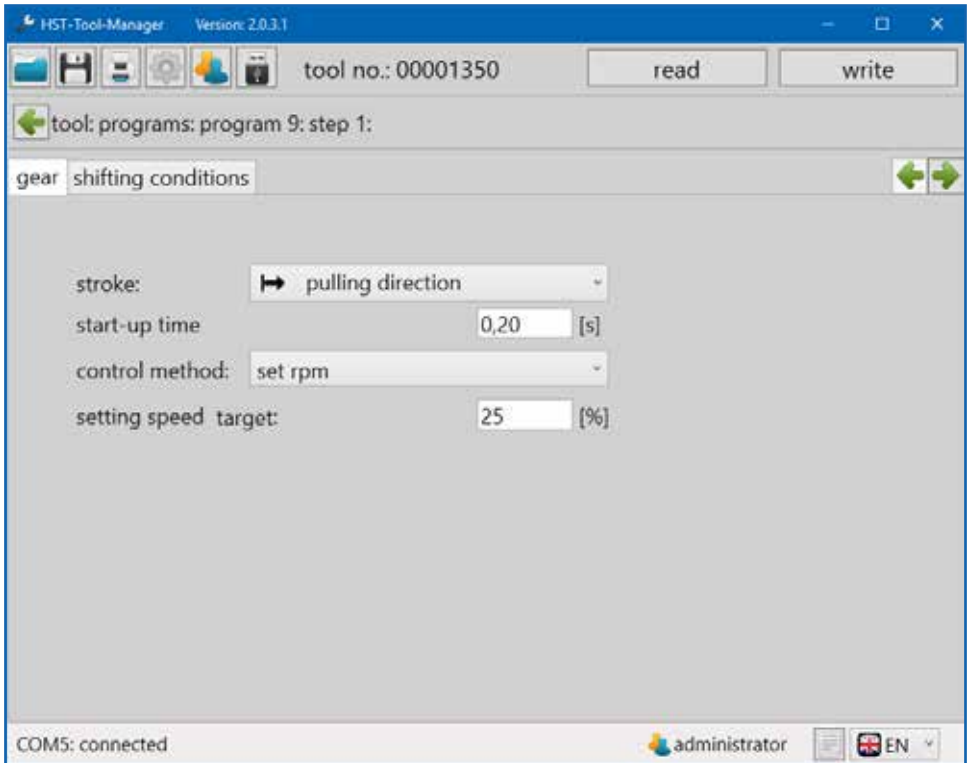 HST-Tool-Manager Version: 2.0.3.1
tool no.: 00001350 read write
tool: programs: program 9: step 1:
gear shifting conditions
stroke: pulling direction
start-up time 0,20 [s]
control method: set rpm
setting speed target: 25 [%]
COM5: connected administrator EN